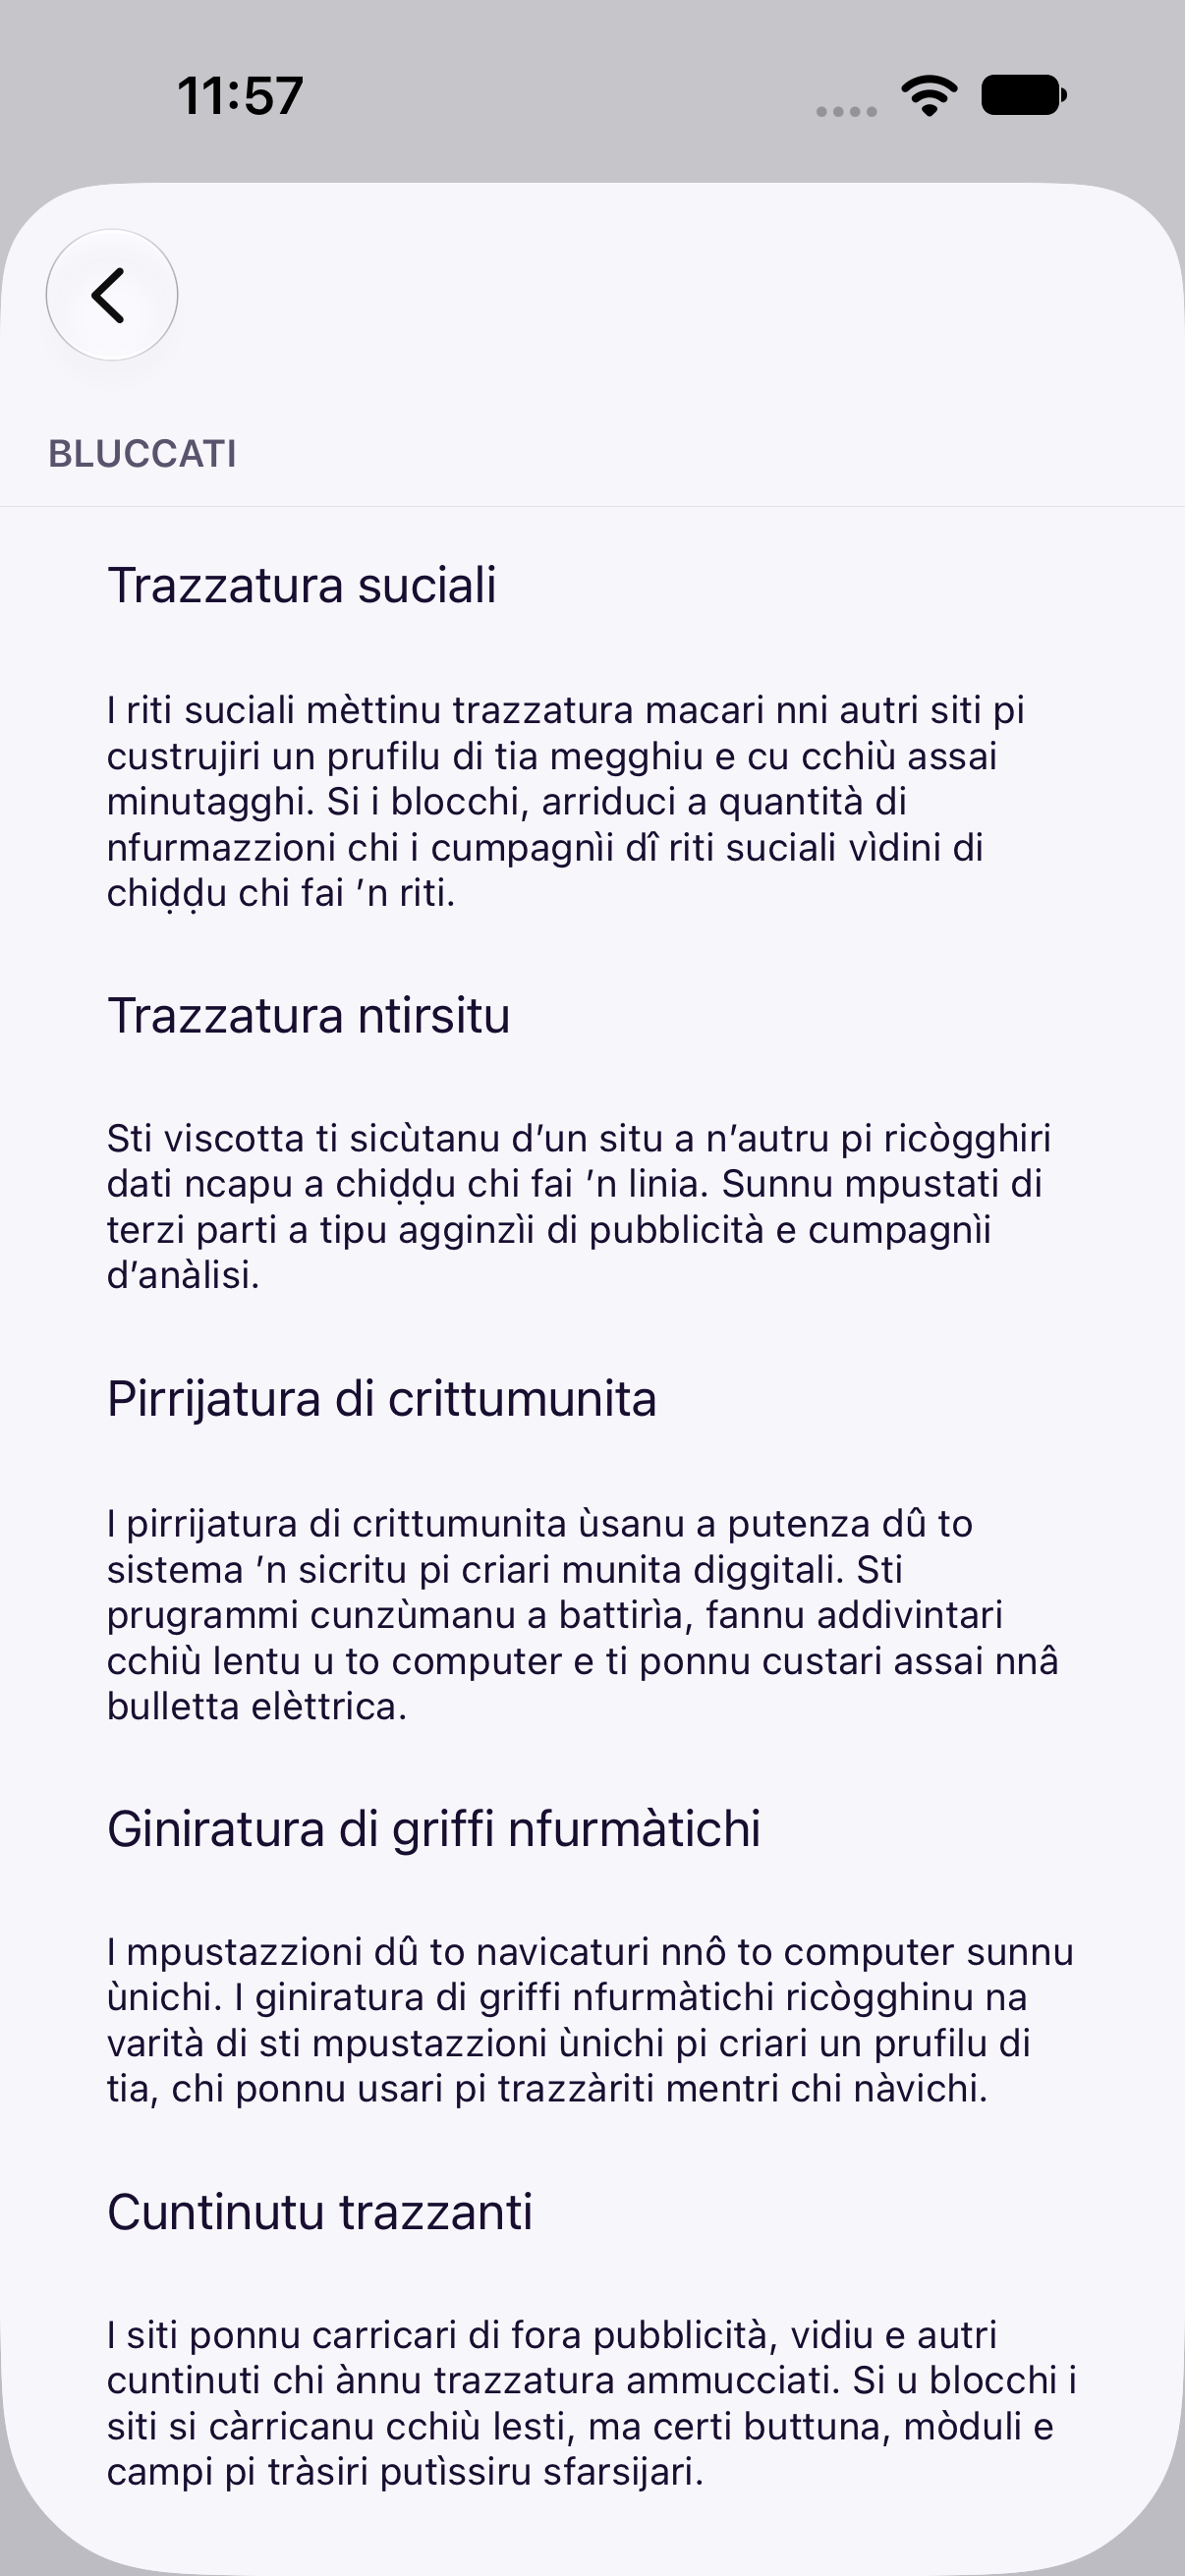 11:57
BLUCCATI
Trazzatura suciali
I riti suciali mèttinu trazzatura macari nni autri siti pi
custrujiri un prufilu di tia megghiu e cu cchiù assai
minutagghi. Si i blocchi, arriduci a quantità di
nfurmazzioni chi i cumpagnìi dî riti suciali vìdini di
chiḍḍu chi fai ’n riti.
Trazzatura ntirsitu
Sti viscotta ti sicùtanu d’un situ a n’autru pi ricògghiri
dati ncapu a chiḍḍu chi fai ’n linia. Sunnu mpustati di
terzi parti a tipu agginzìi di pubblicità e cumpagnìi
d’anàlisi.
Pirrijatura di crittumunita
I pirrijatura di crittumunita ùsanu a putenza dû to
sistema ’n sicritu pi criari munita diggitali. Sti
prugrammi cunzùmanu a battirìa, fannu addivintari
cchiù lentu u to computer e ti ponnu custari assai nnâ
bulletta elèttrica.
Giniratura di griffi nfurmàtichi
I mpustazzioni dû to navicaturi nnô to computer sunnu
ùnichi. I giniratura di griffi nfurmàtichi ricògghinu na
varità di sti mpustazzioni ùnichi pi criari un prufilu di
tia, chi ponnu usari pi trazzàriti mentri chi nàvichi.
Cuntinutu trazzanti
I siti ponnu carricari di fora pubblicità, vidiu e autri
cuntinuti chi ànnu trazzatura ammucciati. Si u blocchi i
siti si càrricanu cchiù lesti, ma certi buttuna, mòduli e
campi pi tràsiri putìssiru sfarsijari.